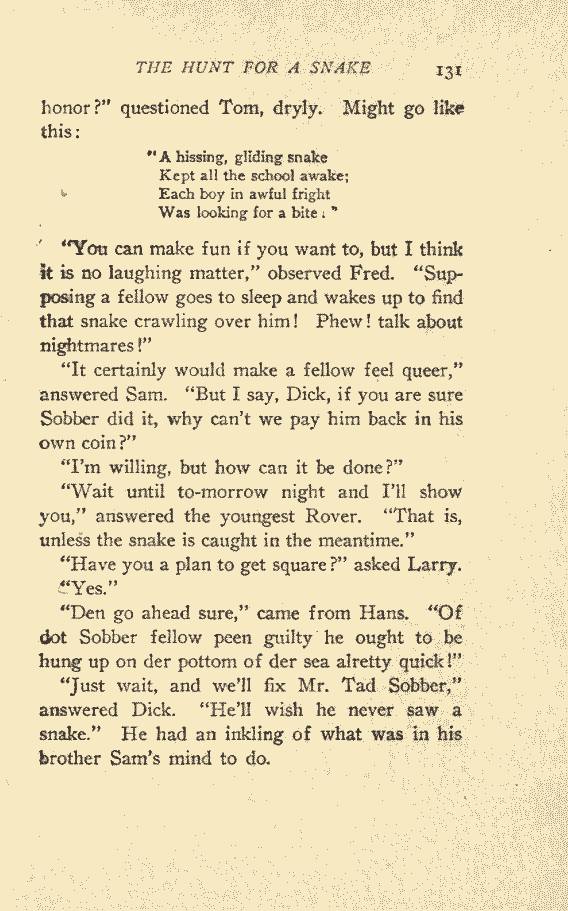 THE HUNT FOR A SNAKE 131
honor?" questioned Tom, dryly. Might go like
this:
"A hissing, gliding snake
Kept all the school awake;
Each boy in awful fright
Was looking for a bite."
"You can make fun if you want to, but I think
it is no laughing matter," observed Fred. "Sup-
posing a fellow goes to sleep and wakes up to find
that snake crawling over him! Phew! talk about
nightmares!"
"It certainly would make a fellow feel queer,"
answered Sam. "But I say, Dick, if you are sure
Sobber did it, why can't we pay him back in his
own coin?"
"I'm willing, but how can it be done?"
"Wait until to-morrow night and I'll show
you," answered the youngest Rover. "That is,
unless the snake is caught in the meantime."
"Have you a plan to get square?" asked Larry.
"Yes."
"Den go ahead sure," came from Hans. "Of
dot Sobber fellow peen guilty he ought to be
hung up on der pottom of der sea alretty quick!"
"Just wait, and we'll fix Mr. Tad Sobber,"
answered Dick. "He'll wish he never saw a
snake." He had an inkling of what was in his
brother Sam's mind to do.